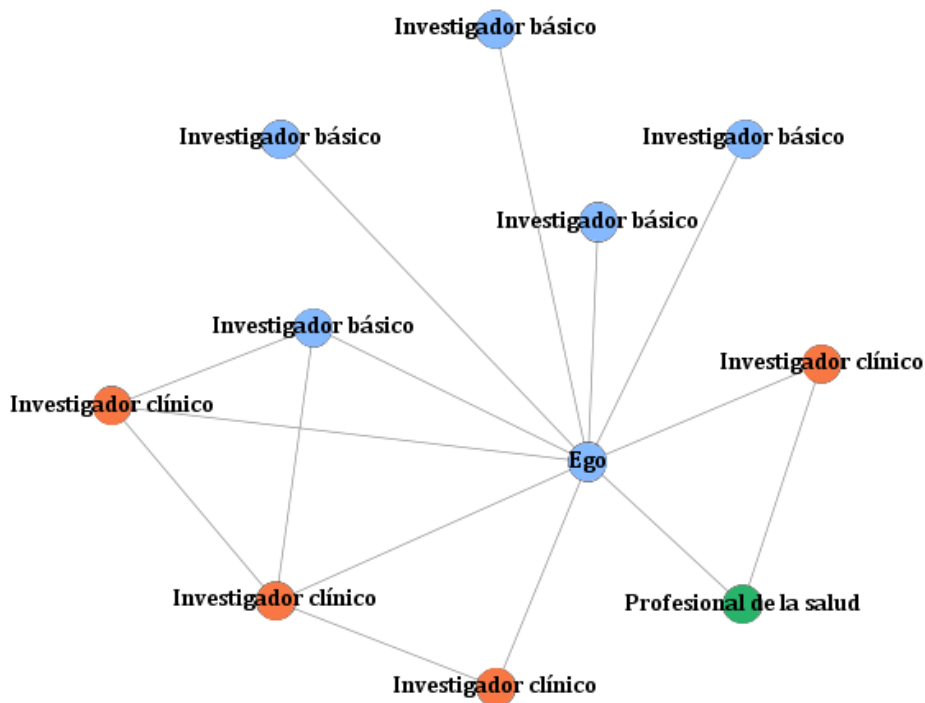 Investigador básico
Investigador básico
Investigador básico
Investigador básico
Investigador básico
Investigador clínico
Investigador clínico
Ego
Investigador clínico
Profesional de la salud
Investigador clínico